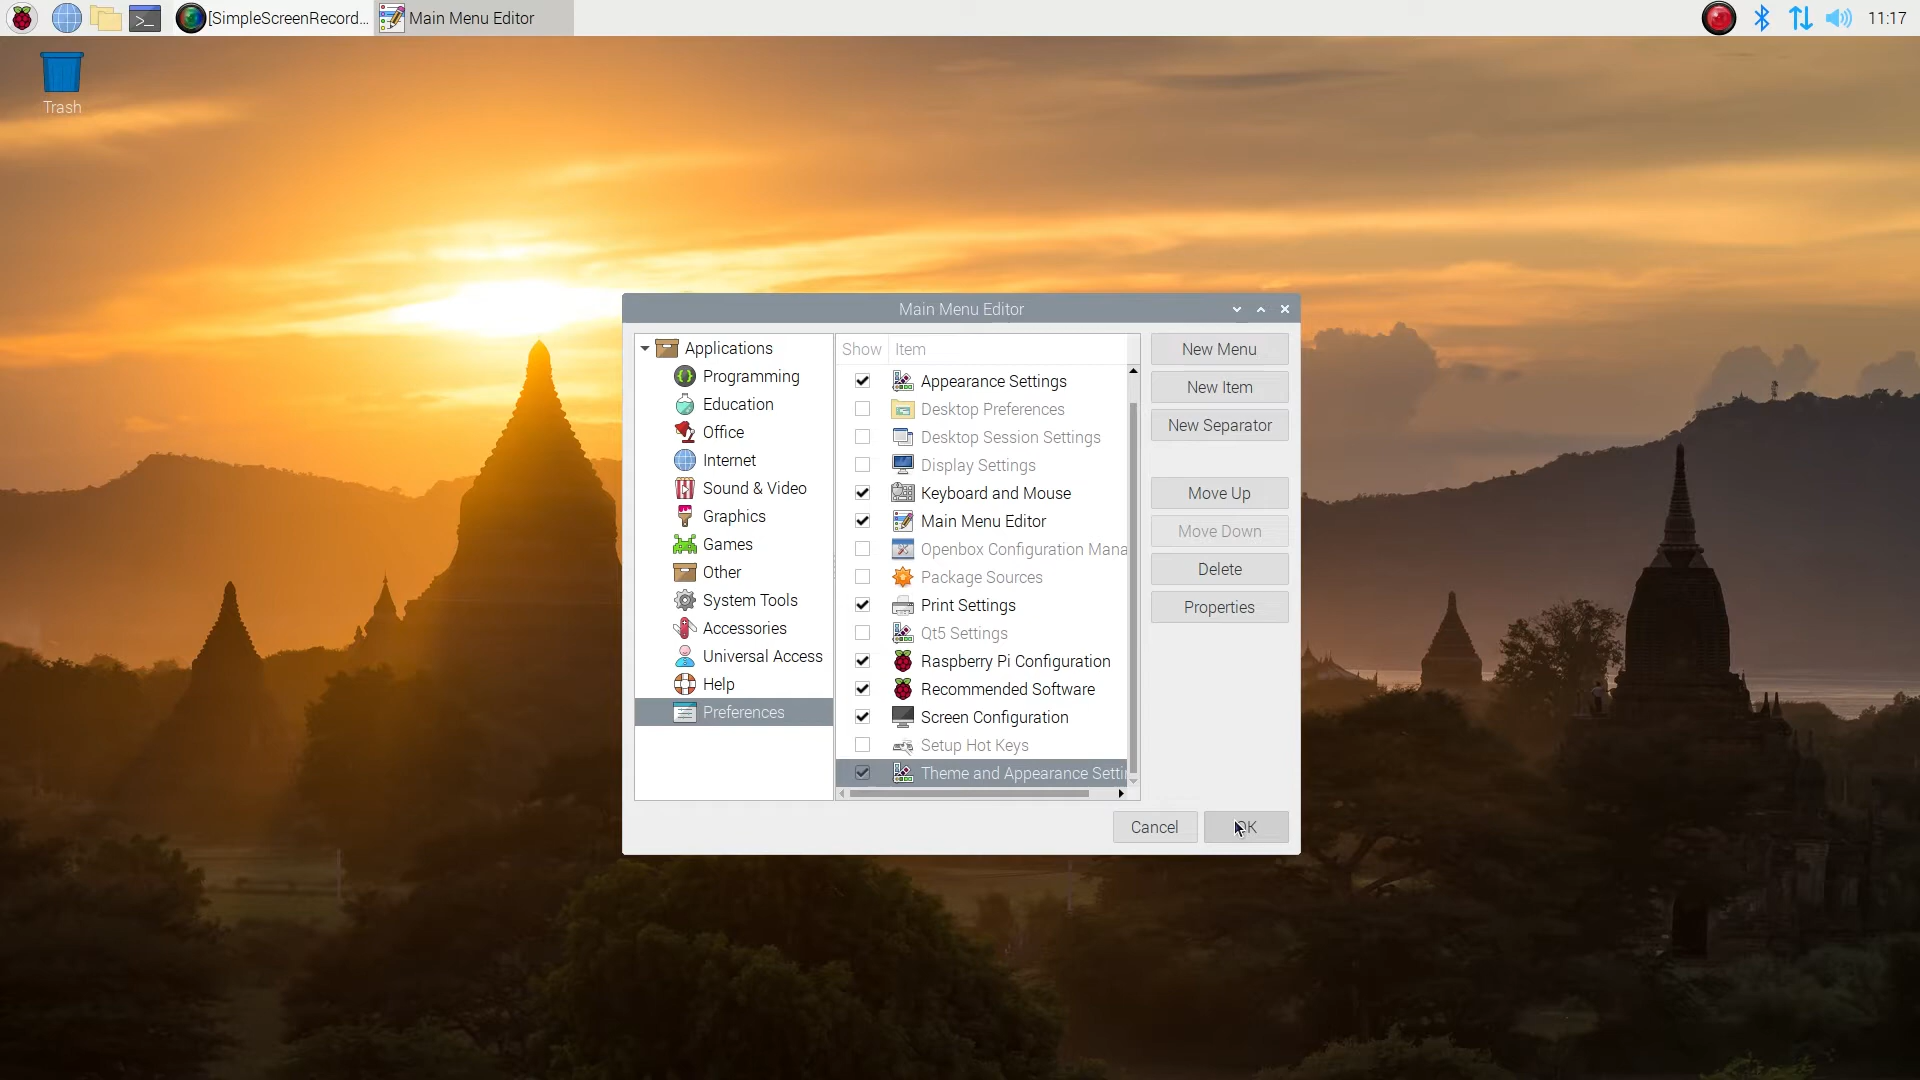 [SimpleScreenRecord...
Main Menu Editor
11:17
Trash
Main Menu Editor
Applications
Programming
Education
Office
Internet
Sound & Video
Graphics
Games
Other
System Tools
Accessories
Universal Access
Help
Preferences
Show Item
Appearance Settings
Desktop Preferences
Desktop Session Settings
Display Settings
Keyboard and Mouse
Main Menu Editor
Openbox Configuration Mana
Package Sources
Print Settings
Qt5 Settings
Raspberry Pi Configuration
Recommended Software
Screen Configuration
Setup Hot Keys
Theme and Appearance Setti
New Menu
New Item
New Separator
Move Up
Move Down
Delete
Properties
Cancel
OK